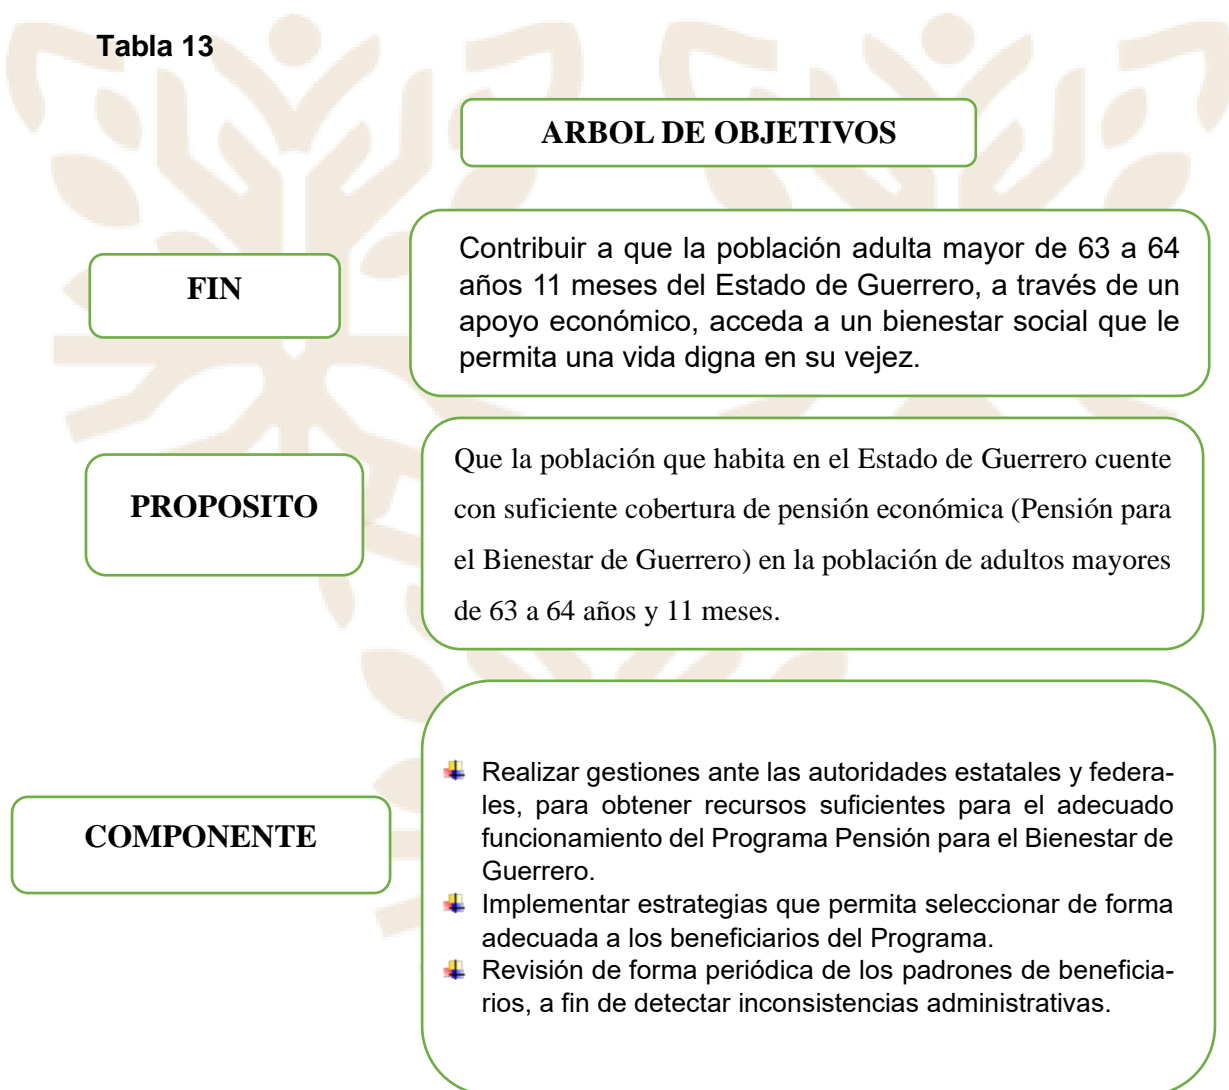 Tabla 13
ARBOL DE OBJETIVOS
FIN
Contribuir a que la población adulta mayor de 63 a 64
años 11 meses del Estado de Guerrero, a través de un
apoyo económico, acceda a un bienestar social que le
permita una vida digna en su vejez.
PROPOSITO
Que la población que habita en el Estado de Guerrero cuente
con suficiente cobertura de pensión económica (Pensión para
el Bienestar de Guerrero) en la población de adultos mayores
de 63 a 64 años y 11 meses.
COMPONENTE
Realizar gestiones ante las autoridades estatales y federa-
les, para obtener recursos suficientes para el adecuado
funcionamiento del Programa Pensión para el Bienestar de
Guerrero.
Implementar estrategias que permita seleccionar de forma
adecuada a los beneficiarios del Programa.
Revisión de forma periódica de los padrones de beneficia-
rios, a fin de detectar inconsistencias administrativas.